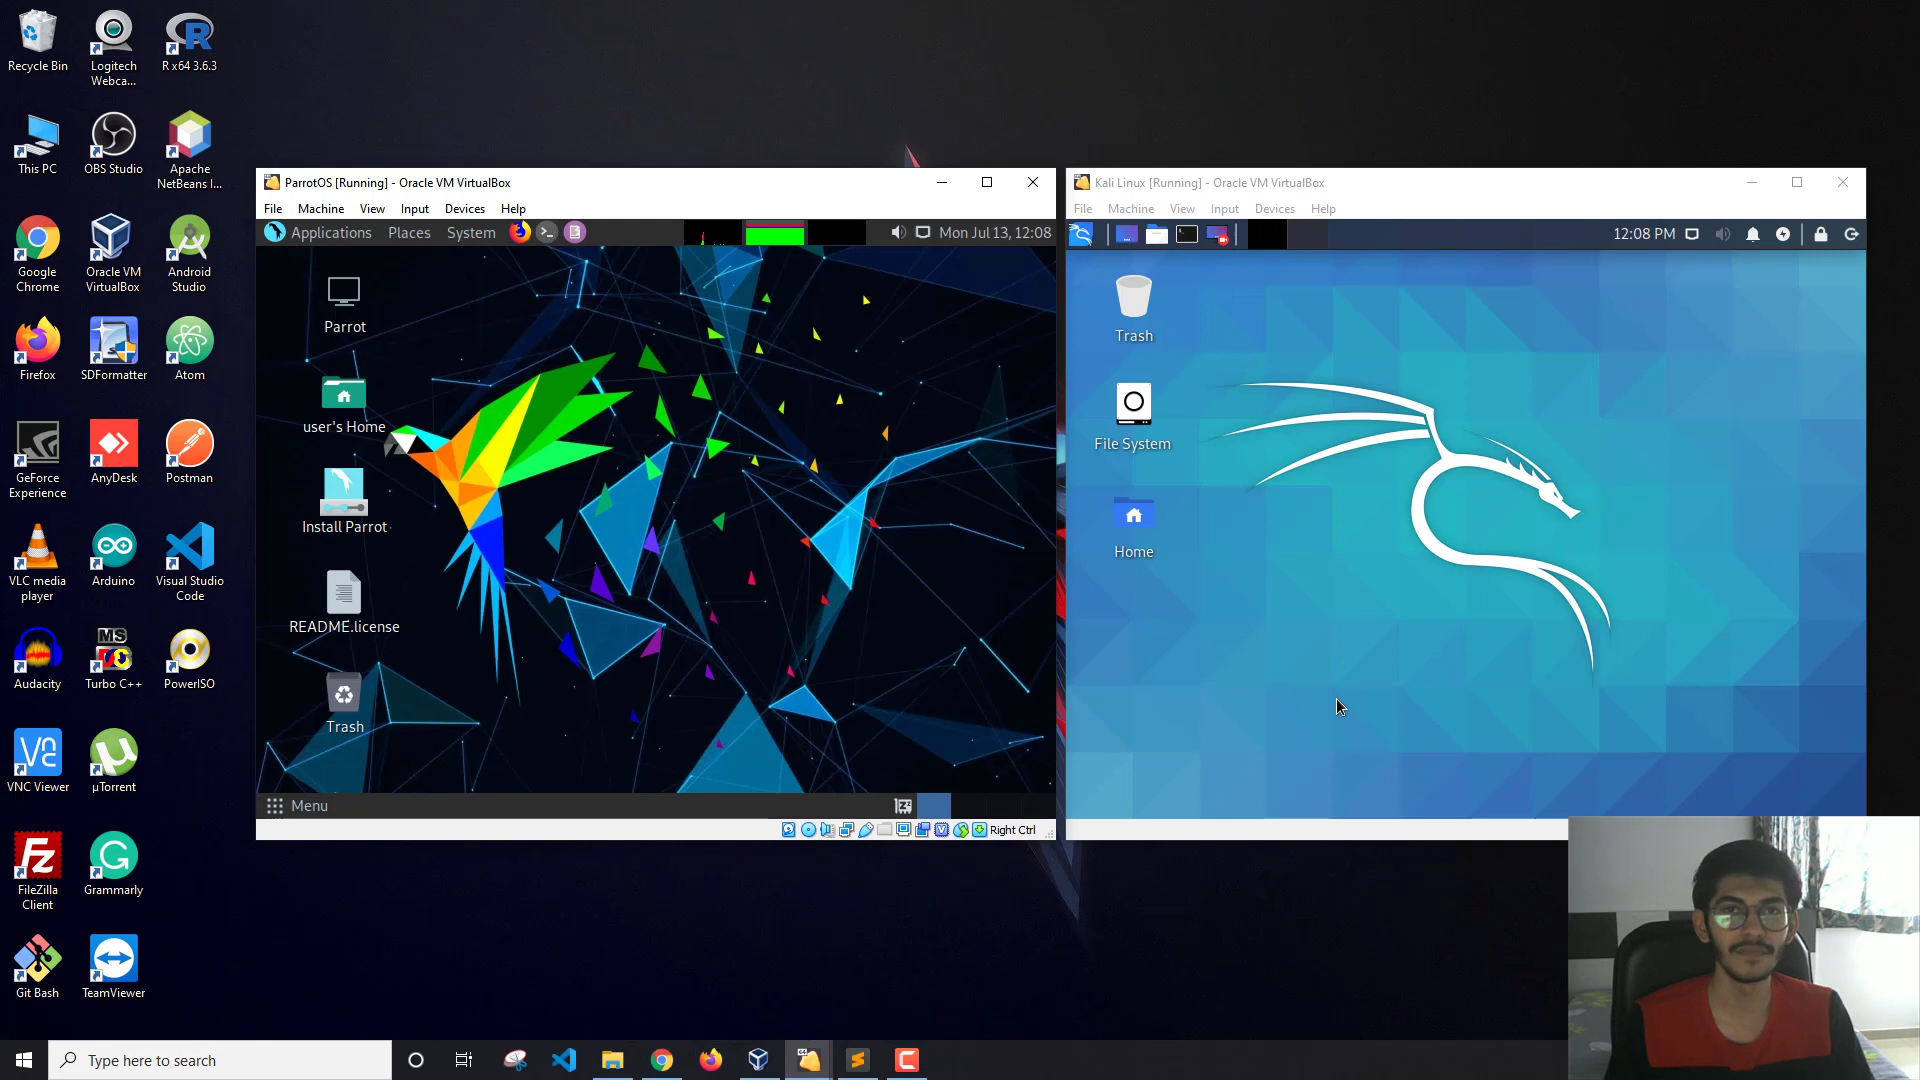 Recycle Bin
Logitech
Webca...
R x64 3.6.3
This PC
OBS Studio
Apache
NetBeans I...
Google
Chrome
Oracle VM
VirtualBox
Android
Studio
Firefox
SDFormatter
Atom
GeForce
Experience
AnyDesk
Postman
VLC media
player
Arduino
Visual Studio
Code
Audacity
MS
Turbo C++
PowerISO
VNC Viewer
µTorrent
FileZilla
Client
Grammarly
Git Bash
TeamViewer
ParrotOS [Running] - Oracle VM VirtualBox
File Machine View Input Devices Help
Applications Places System
Mon Jul 13, 12:08
Parrot
user's Home
Install Parrot
README.license
Trash
Menu
Right Ctrl
Kali Linux [Running] - Oracle VM VirtualBox
File Machine View Input Devices Help
12:08 PM
Trash
File System
Home
Type here to search